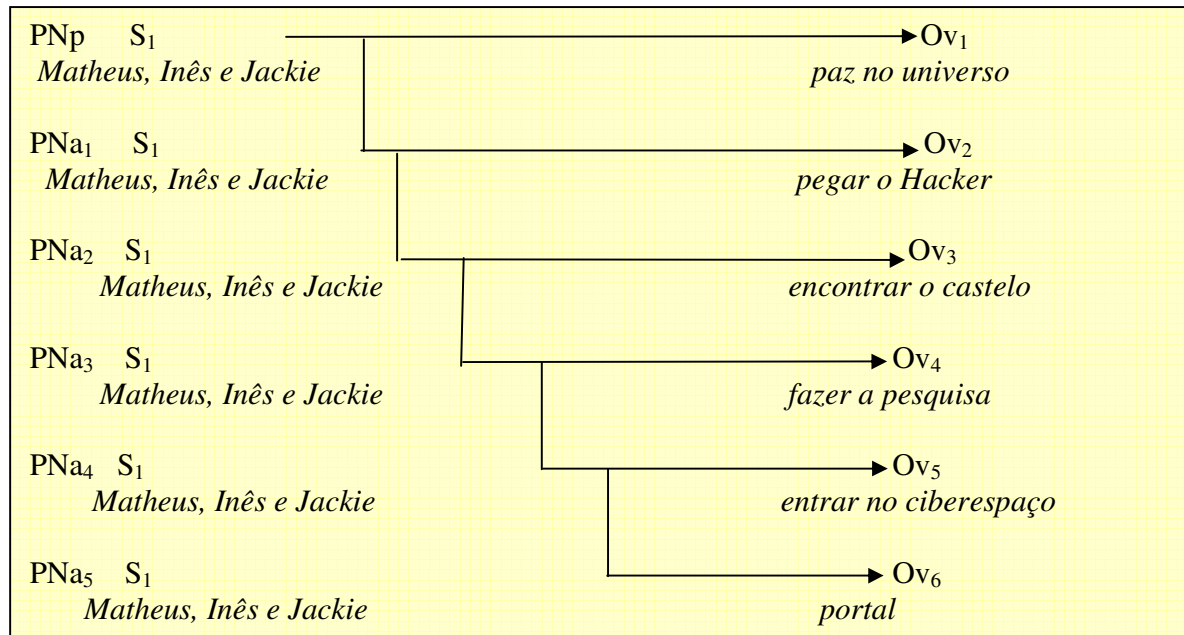 PNp S₁ Ov₁
Matheus, Inês e Jackie paz no universo
PNa₁ S₁ Ov₂
Matheus, Inês e Jackie pegar o Hacker
PNa₂ S₁ Ov₃
Matheus, Inês e Jackie encontrar o castelo
PNa₃ S₁ Ov₄
Matheus, Inês e Jackie fazer a pesquisa
PNa₄ S₁ Ov₅
Matheus, Inês e Jackie entrar no ciberespaço
PNa₅ S₁ Ov₆
Matheus, Inês e Jackie portal